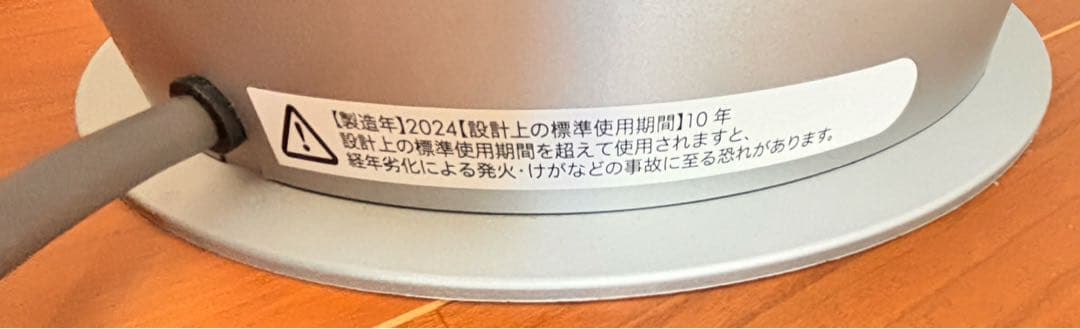 【製造年】2024【設計上の標準使用期間】10 年
設計上の標準使用期間を超えて使用されますと、
経年劣化による発火・けがなどの事故に至る恐れがあります。